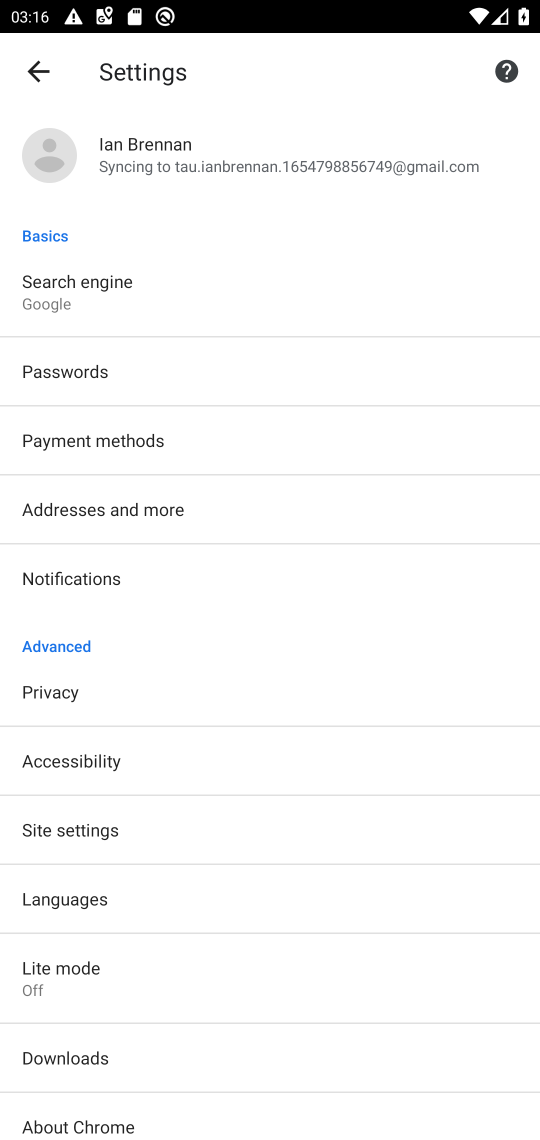 03:16
Settings
Ian Brennan
Syncing to tau.ianbrennan.1654798856749@gmail.com
Basics
Search engine
Google
Passwords
Payment methods
Addresses and more
Notifications
Advanced
Privacy
Accessibility
Site settings
Languages
Lite mode
Off
Downloads
About Chrome